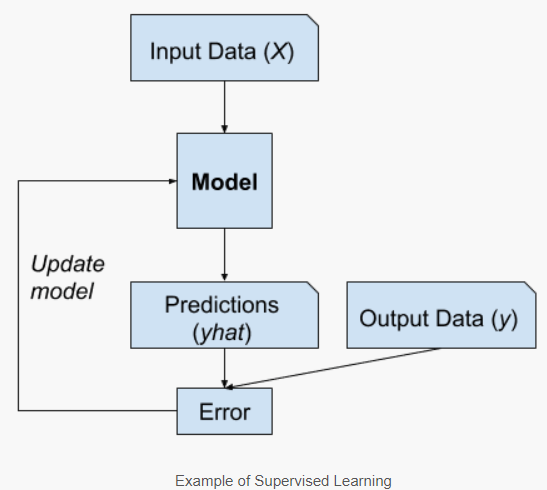 Input Data (X)
Model
Update
model
Predictions
(yhat)
Output Data (y)
Error
Example of Supervised Learning